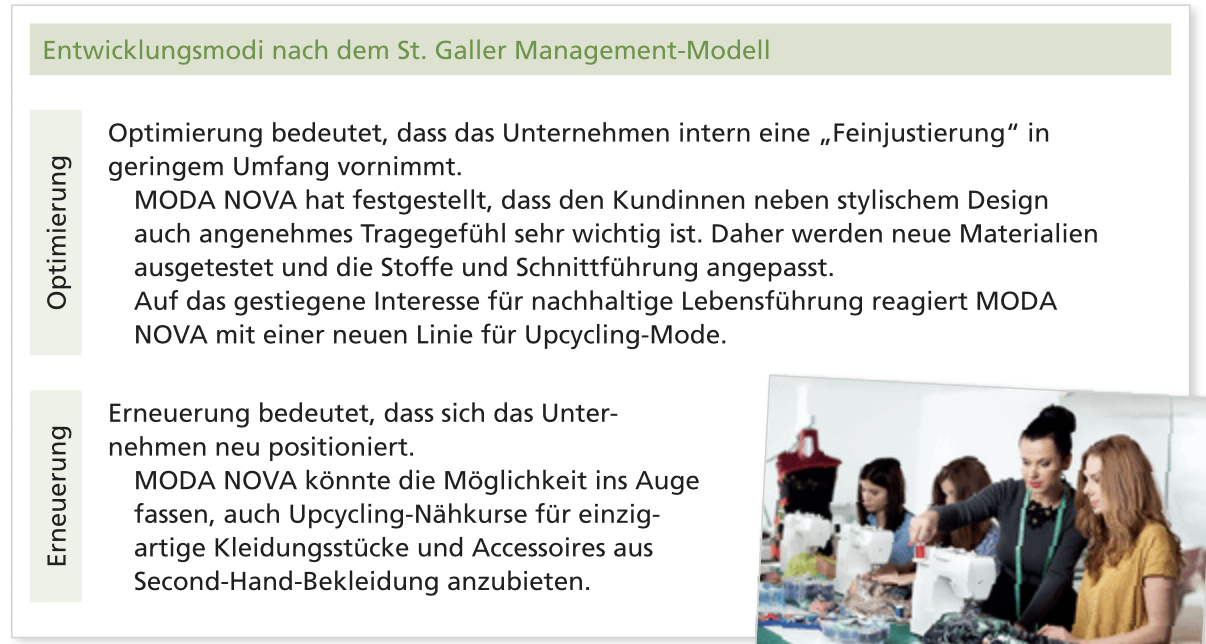 Entwicklungsmodi nach dem St. Galler Management-Modell
Optimierung
Optimierung bedeutet, dass das Unternehmen intern eine „Feinjustierung“ in
geringem Umfang vornimmt.
MODA NOVA hat festgestellt, dass den Kundinnen neben stylischem Design
auch angenehmes Tragegefühl sehr wichtig ist. Daher werden neue Materialien
ausgetestet und die Stoffe und Schnittführung angepasst.
Auf das gestiegene Interesse für nachhaltige Lebensführung reagiert MODA
NOVA mit einer neuen Linie für Upcycling-Mode.
Erneuerung
Erneuerung bedeutet, dass sich das Unter-
nehmen neu positioniert.
MODA NOVA könnte die Möglichkeit ins Auge
fassen, auch Upcycling-Nähkurse für einzig-
artige Kleidungsstücke und Accessoires aus
Second-Hand-Bekleidung anzubieten.